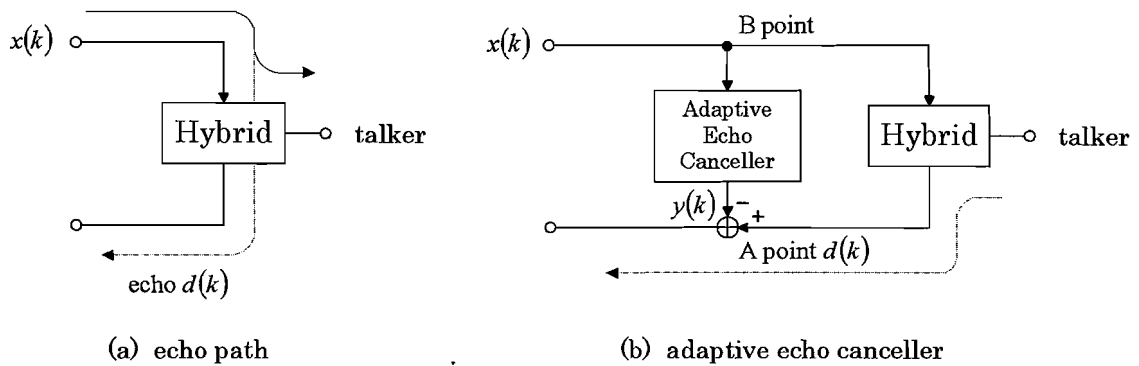 x(k)
Hybrid
talker
echo d(k)
(a) echo path
x(k)
B point
Adaptive
Echo
Canceller
Hybrid
talker
y(k)
−
+
A point d(k)
(b) adaptive echo canceller